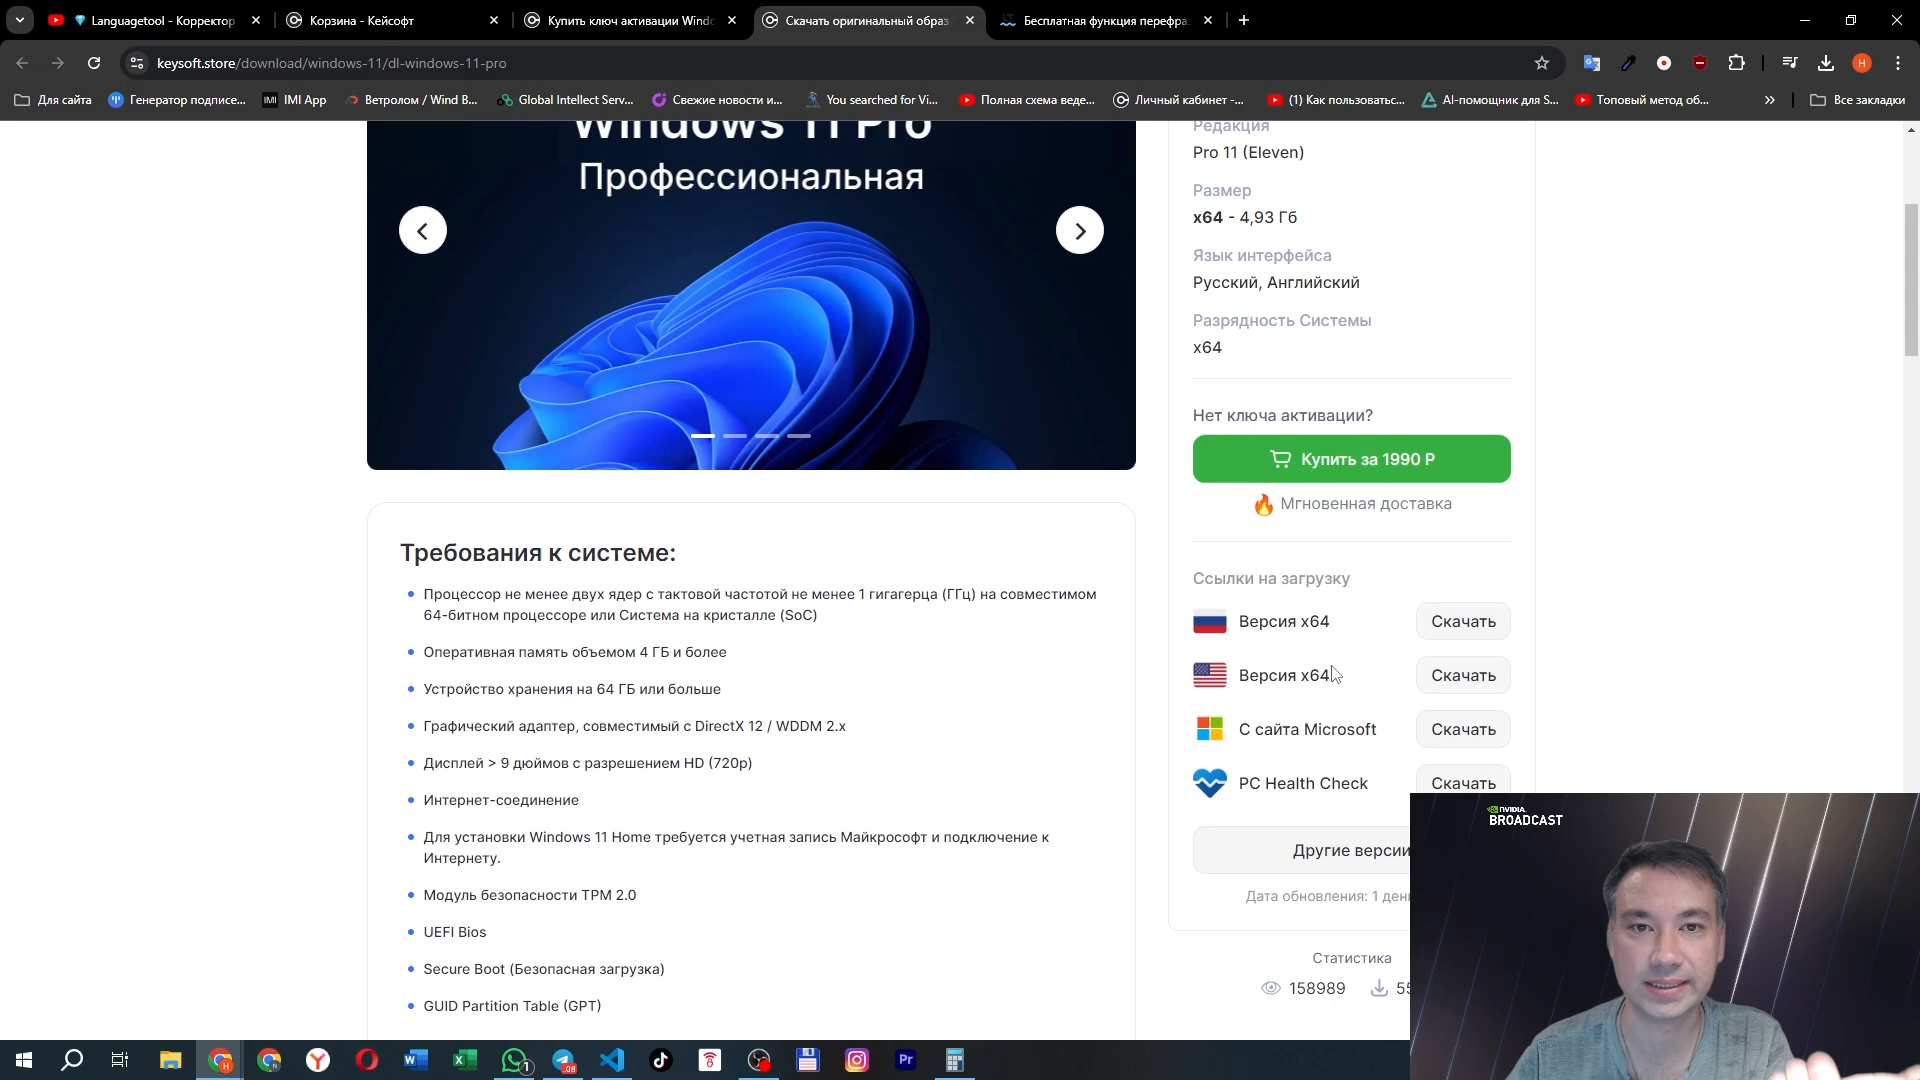 Languagetool - Корректор
Корзина - Кейсофт
Купить ключ активации Windo
Скачать оригинальный образ
Бесплатная функция перефраз
keysoft.store/download/windows-11/dl-windows-11-pro
Для сайта
Генератор подписе...
IMI App
Ветролом / Wind B...
Global Intellect Serv...
Свежие новости и...
You searched for Vi...
Полная схема веде...
Личный кабинет -...
(1) Как пользоватьс...
AI-помощник для S...
Топовый метод об...
Все закладки
Windows 11 Pro
Профессиональная
Редакция
Pro 11 (Eleven)
Размер
x64 - 4,93 Гб
Язык интерфейса
Русский, Английский
Разрядность Системы
x64
Нет ключа активации?
Купить за 1990 Р
Мгновенная доставка
Ссылки на загрузку
Версия x64 Скачать
Версия x64 Скачать
С сайта Microsoft Скачать
PC Health Check Скачать
Другие версии
Дата обновления: 1 ден
Статистика
158989
55
Требования к системе:
Процессор не менее двух ядер с тактовой частотой не менее 1 гигагерца (ГГц) на совместимом
64-битном процессоре или Система на кристалле (SoC)
Оперативная память объемом 4 ГБ и более
Устройство хранения на 64 ГБ или больше
Графический адаптер, совместимый с DirectX 12 / WDDM 2.x
Дисплей > 9 дюймов с разрешением HD (720p)
Интернет-соединение
Для установки Windows 11 Home требуется учетная запись Майкрософт и подключение к
Интернету.
Модуль безопасности TPM 2.0
UEFI Bios
Secure Boot (Безопасная загрузка)
GUID Partition Table (GPT)
NVIDIA.
BROADCAST